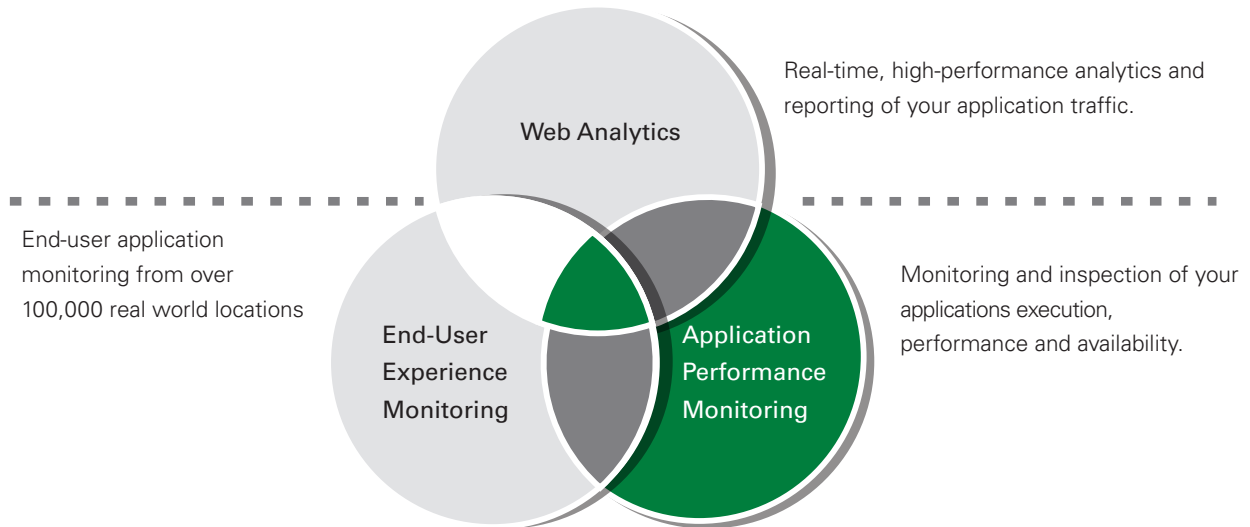 Real-time, high-performance analytics and
reporting of your application traffic.
Web Analytics
End-user application
monitoring from over
100,000 real world locations
Monitoring and inspection of your
applications execution,
performance and availability.
End-User
Experience
Monitoring
Application
Performance
Monitoring